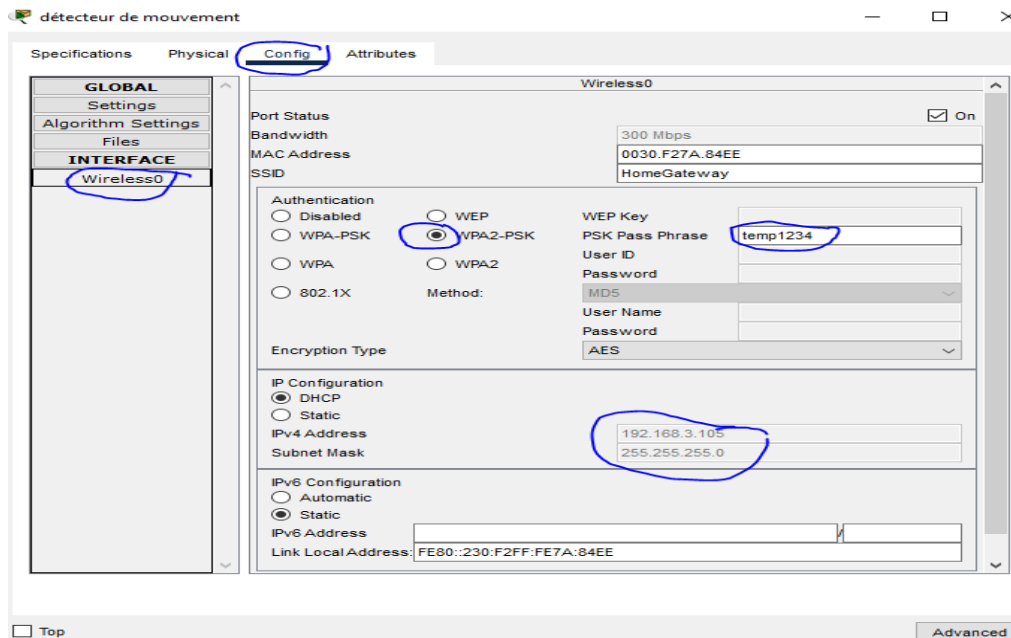 détecteur de mouvement
Specifications Physical Config Attributes
GLOBAL
Settings
Algorithm Settings
Files
INTERFACE
Wireless0
Wireless0
Port Status On
Bandwidth 300 Mbps
MAC Address 0030.F27A.84EE
SSID HomeGateway
Authentication
Disabled WEP WEP Key
WPA-PSK WPA2-PSK PSK Pass Phrase temp1234
User ID
WPA WPA2
Password
802.1X Method: MD5
User Name
Password
Encryption Type AES
IP Configuration
DHCP
Static
IPv4 Address 192.168.3.105
Subnet Mask 255.255.255.0
IPv6 Configuration
Automatic
Static
IPv6 Address /
Link Local Address: FE80::230:F2FF:FE7A:84EE
Top Advanced